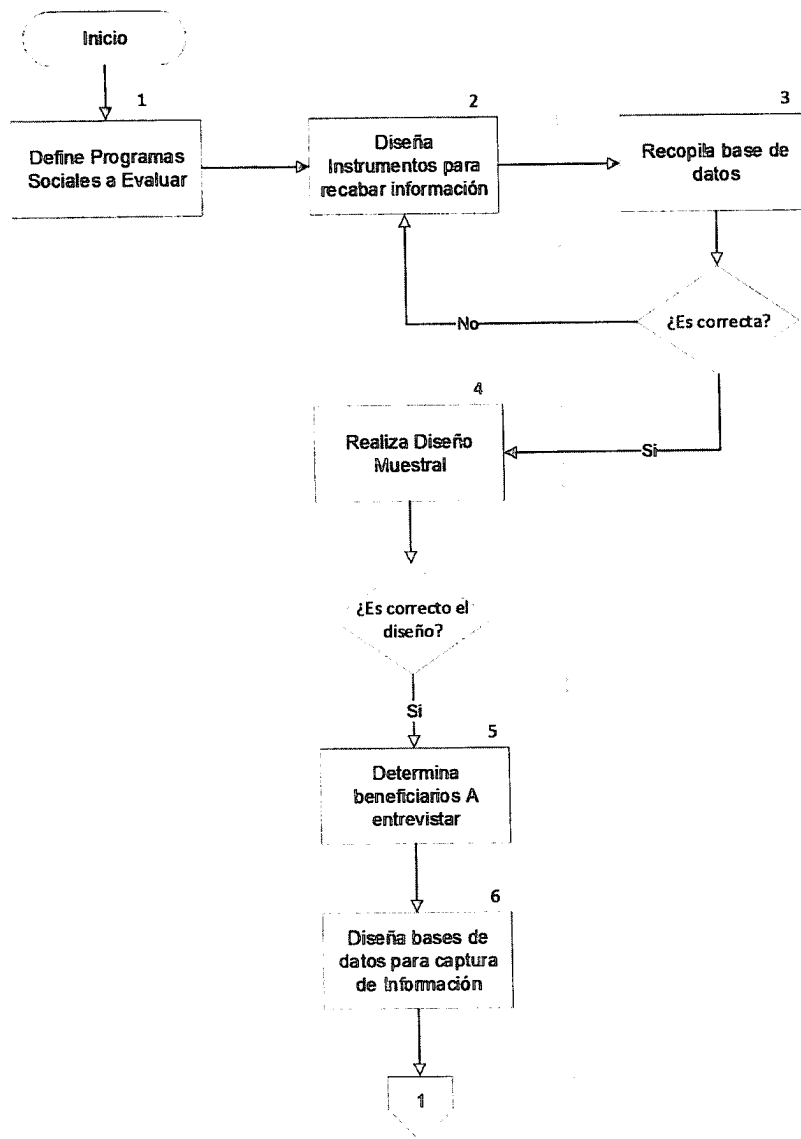 Inicio
1
Define Programas
Sociales a Evaluar
2
Diseña
Instrumentos para
recabar información
3
Recopila base de
datos
¿Es correcta?
No
Si
4
Realiza Diseño
Muestral
¿Es correcto el
diseño?
Si
5
Determina
beneficiarios A
entrevistar
6
Diseña bases de
datos para captura
de Información
1